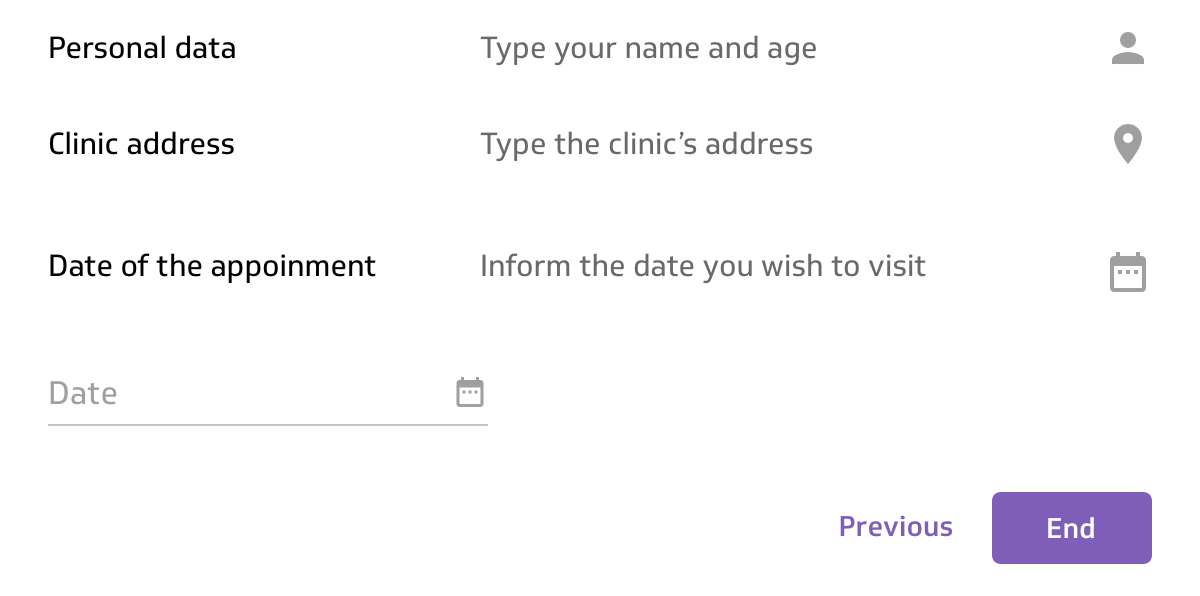 Personal data Type your name and age
Clinic address Type the clinic’s address
Date of the appoinment Inform the date you wish to visit
Date
Previous End